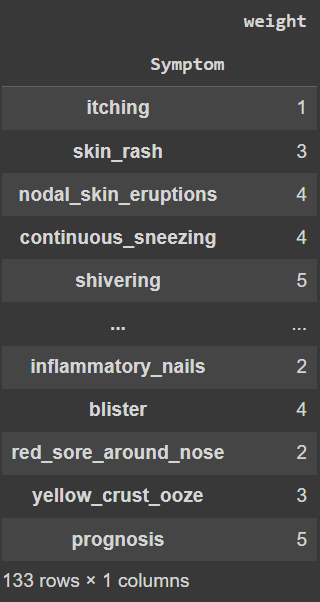 weight
Symptom
itching 1
skin_rash 3
nodal_skin_eruptions 4
continuous_sneezing 4
shivering 5
... ...
inflammatory_nails 2
blister 4
red_sore_around_nose 2
yellow_crust_ooze 3
prognosis 5
133 rows × 1 columns